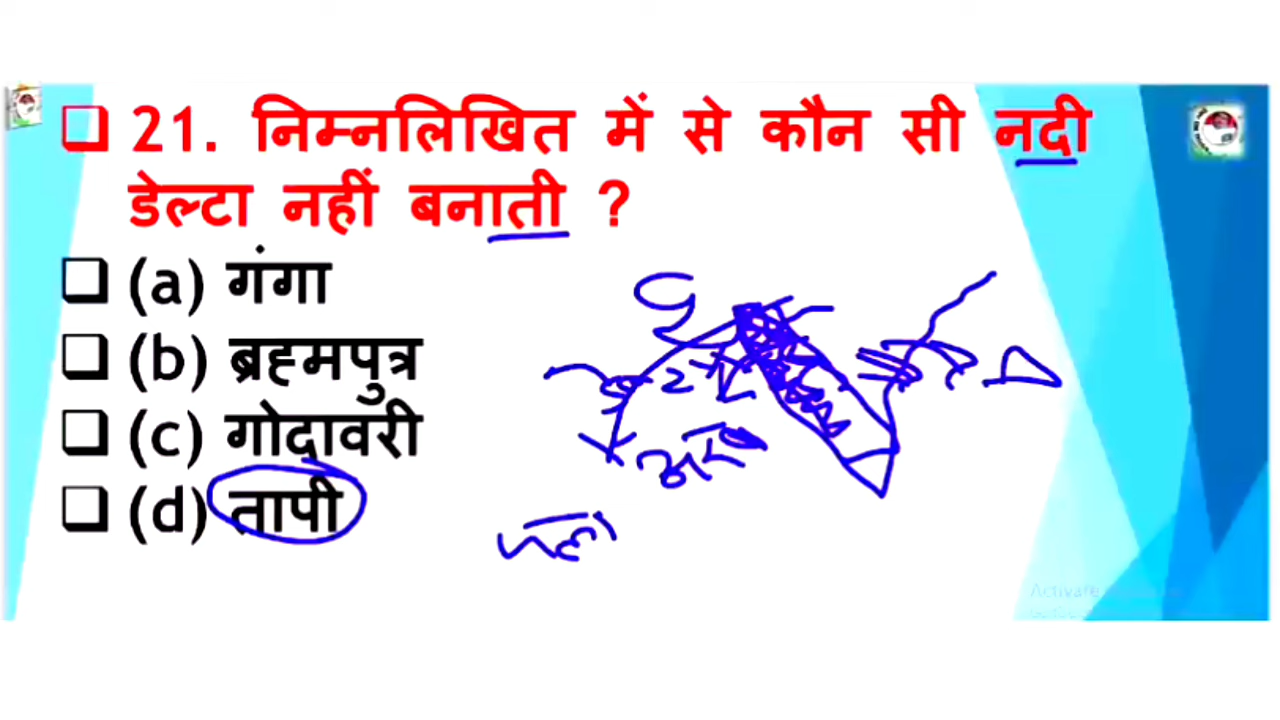 ❑ 21. निम्नलिखित में से कौन सी नदी
डेल्टा नहीं बनाती ?
❑ (a) गंगा
❑ (b) ब्रह्मपुत्र
❑ (c) गोदावरी
❑ (d) तापी